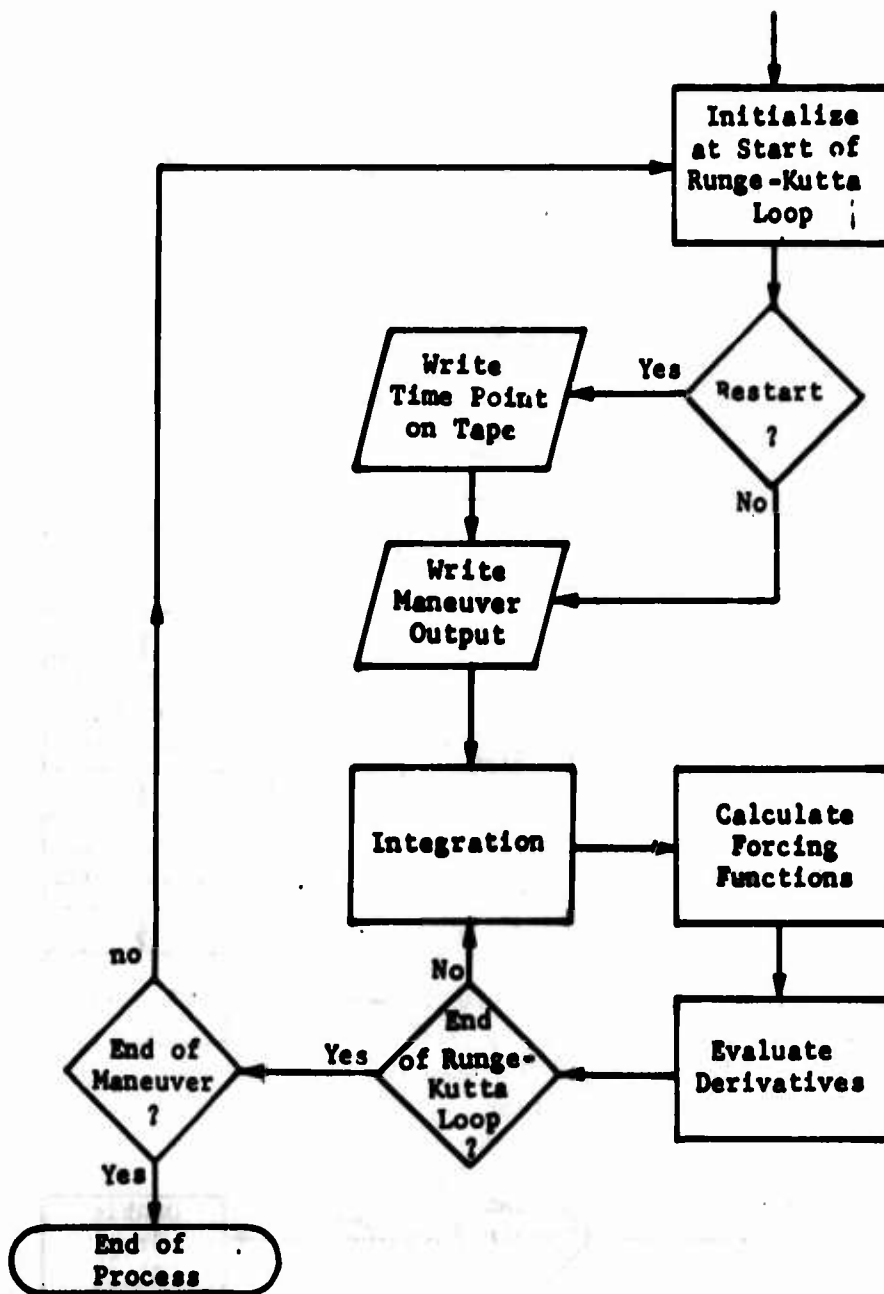 Initialize
at Start of
Runge-Kutta
Loop
Restart
?
Yes
No
Write
Time Point
on Tape
Write
Maneuver
Output
Integration
Calculate
Forcing
Functions
Evaluate
Derivatives
No
End
of Runge-
Kutta
Loop
?
Yes
no
End of
Maneuver
?
Yes
End of
Process